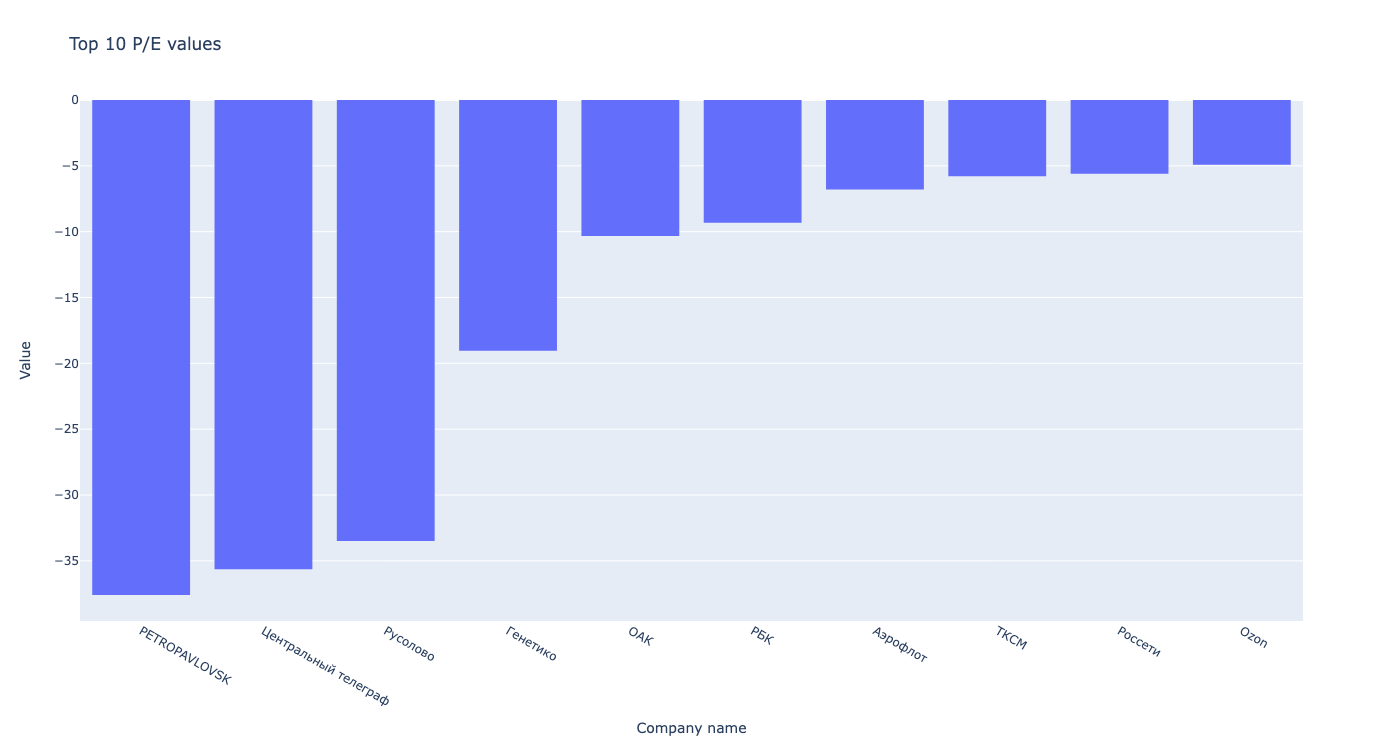 Top 10 P/E values
0
−5
−10
−15
−20
−25
−30
−35
Value
PETROPAVLOVSK
Центральный телеграф
Русолово
Генетико
ОАК
РБК
Аэрофлот
ТКСМ
Россети
Ozon
Company name